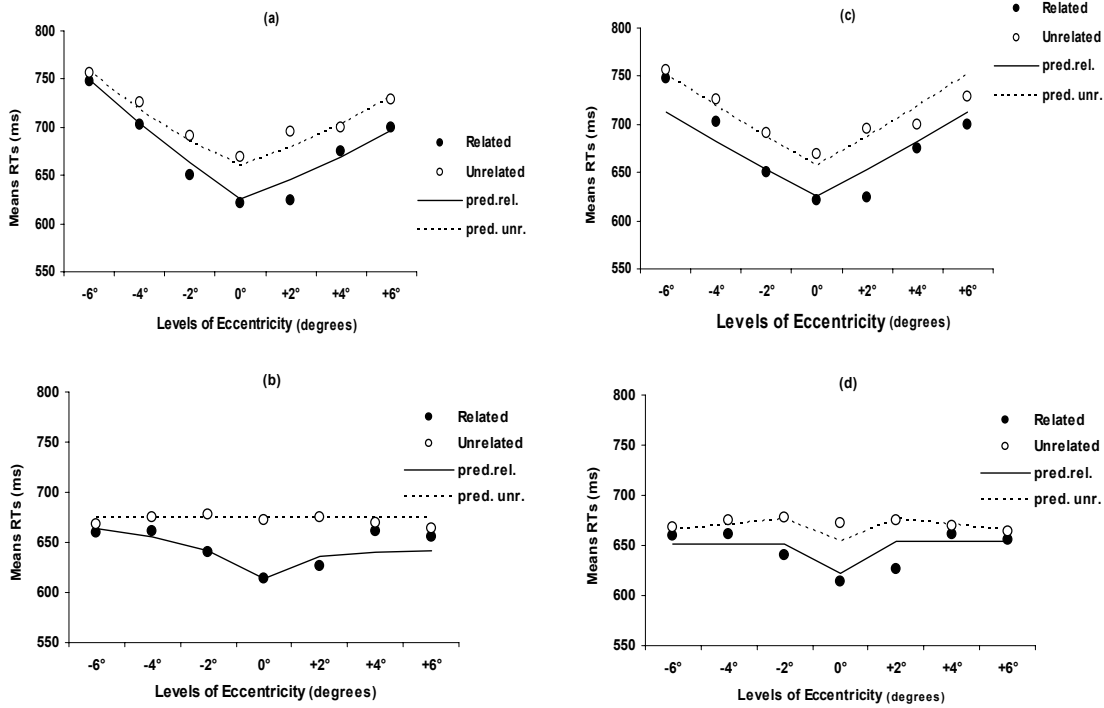 (a)
800
750
700
650
600
550
Means RTs (ms)
-6° -4° -2° 0° +2° +4° +6°
Levels of Eccentricity (degrees)
Related
Unrelated
pred.rel.
pred. unr.
(c)
800
750
700
650
600
550
Means RTs (ms)
-6° -4° -2° 0° +2° +4° +6°
Levels of Eccentricity (degrees)
Related
Unrelated
pred.rel.
pred. unr.
(b)
800
750
700
650
600
550
Means RTs (ms)
-6° -4° -2° 0° +2° +4° +6°
Levels of Eccentricity (degrees)
Related
Unrelated
pred.rel.
pred. unr.
(d)
800
750
700
650
600
550
Means RTs (ms)
-6° -4° -2° 0° +2° +4° +6°
Levels of Eccentricity (degrees)
Related
Unrelated
pred.rel.
pred. unr.